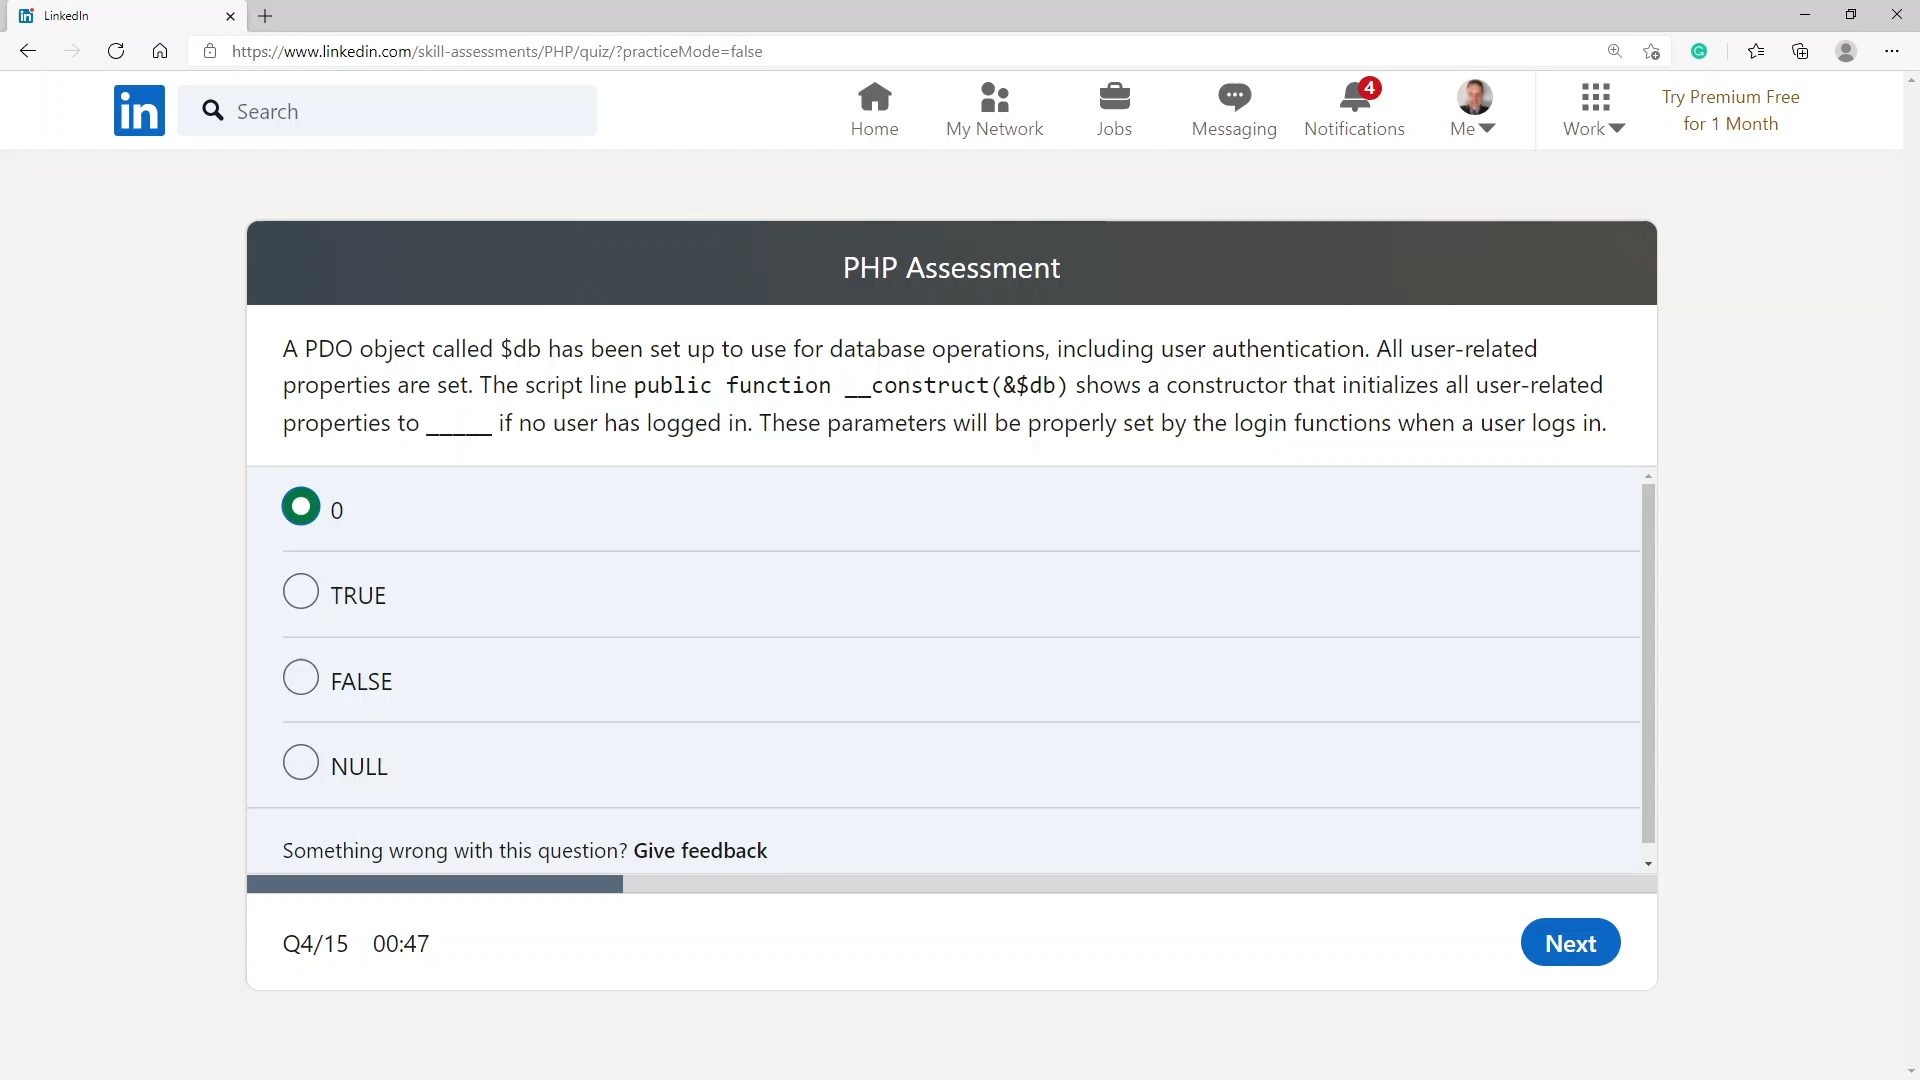 LinkedIn
https://www.linkedin.com/skill-assessments/PHP/quiz/?practiceMode=false
in
Search
Home
My Network
Jobs
Messaging
4
Notifications
Me
Work
Try Premium Free
for 1 Month
PHP Assessment
A PDO object called $db has been set up to use for database operations, including user authentication. All user-related
properties are set. The script line public function __construct(&$db) shows a constructor that initializes all user-related
properties to _____ if no user has logged in. These parameters will be properly set by the login functions when a user logs in.
0
TRUE
FALSE
NULL
Something wrong with this question? Give feedback
Q4/15 00:47
Next